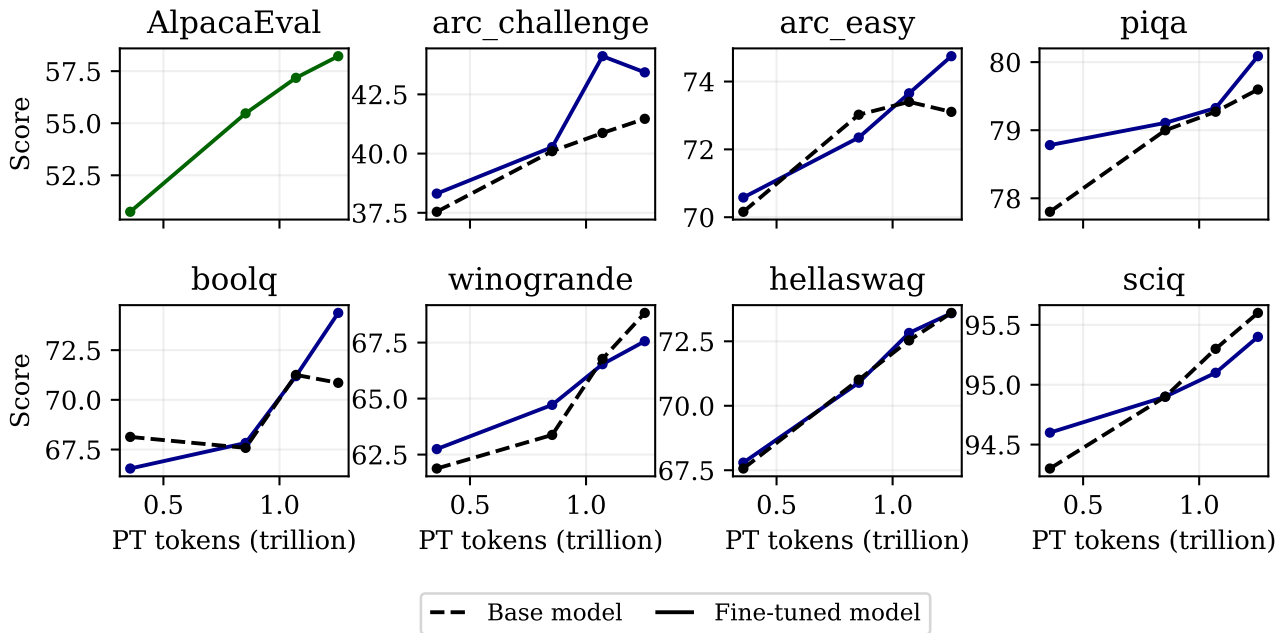 AlpacaEval
arc_challenge
arc_easy
piqa
Score
57.5
55.0
52.5
42.5
40.0
37.5
74
72
70
80
79
78
boolq
winogrande
hellaswag
sciq
Score
72.5
70.0
67.5
67.5
65.0
62.5
72.5
70.0
67.5
95.5
95.0
94.5
0.5
1.0
0.5
1.0
0.5
1.0
0.5
1.0
PT tokens (trillion)
PT tokens (trillion)
PT tokens (trillion)
PT tokens (trillion)
Base model
Fine-tuned model